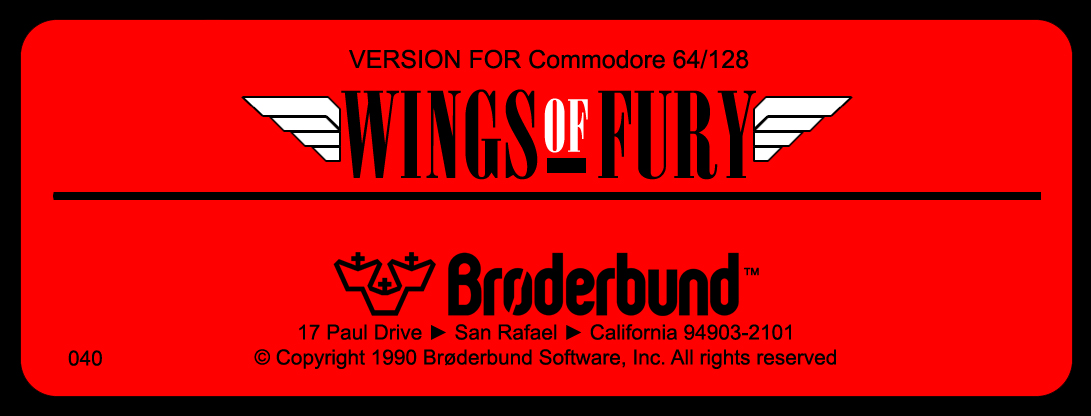 VERSION FOR Commodore 64/128
WINGS OF FURY
Brøderbund™
17 Paul Drive ► San Rafael ► California 94903-2101
040
© Copyright 1990 Brøderbund Software, Inc. All rights reserved